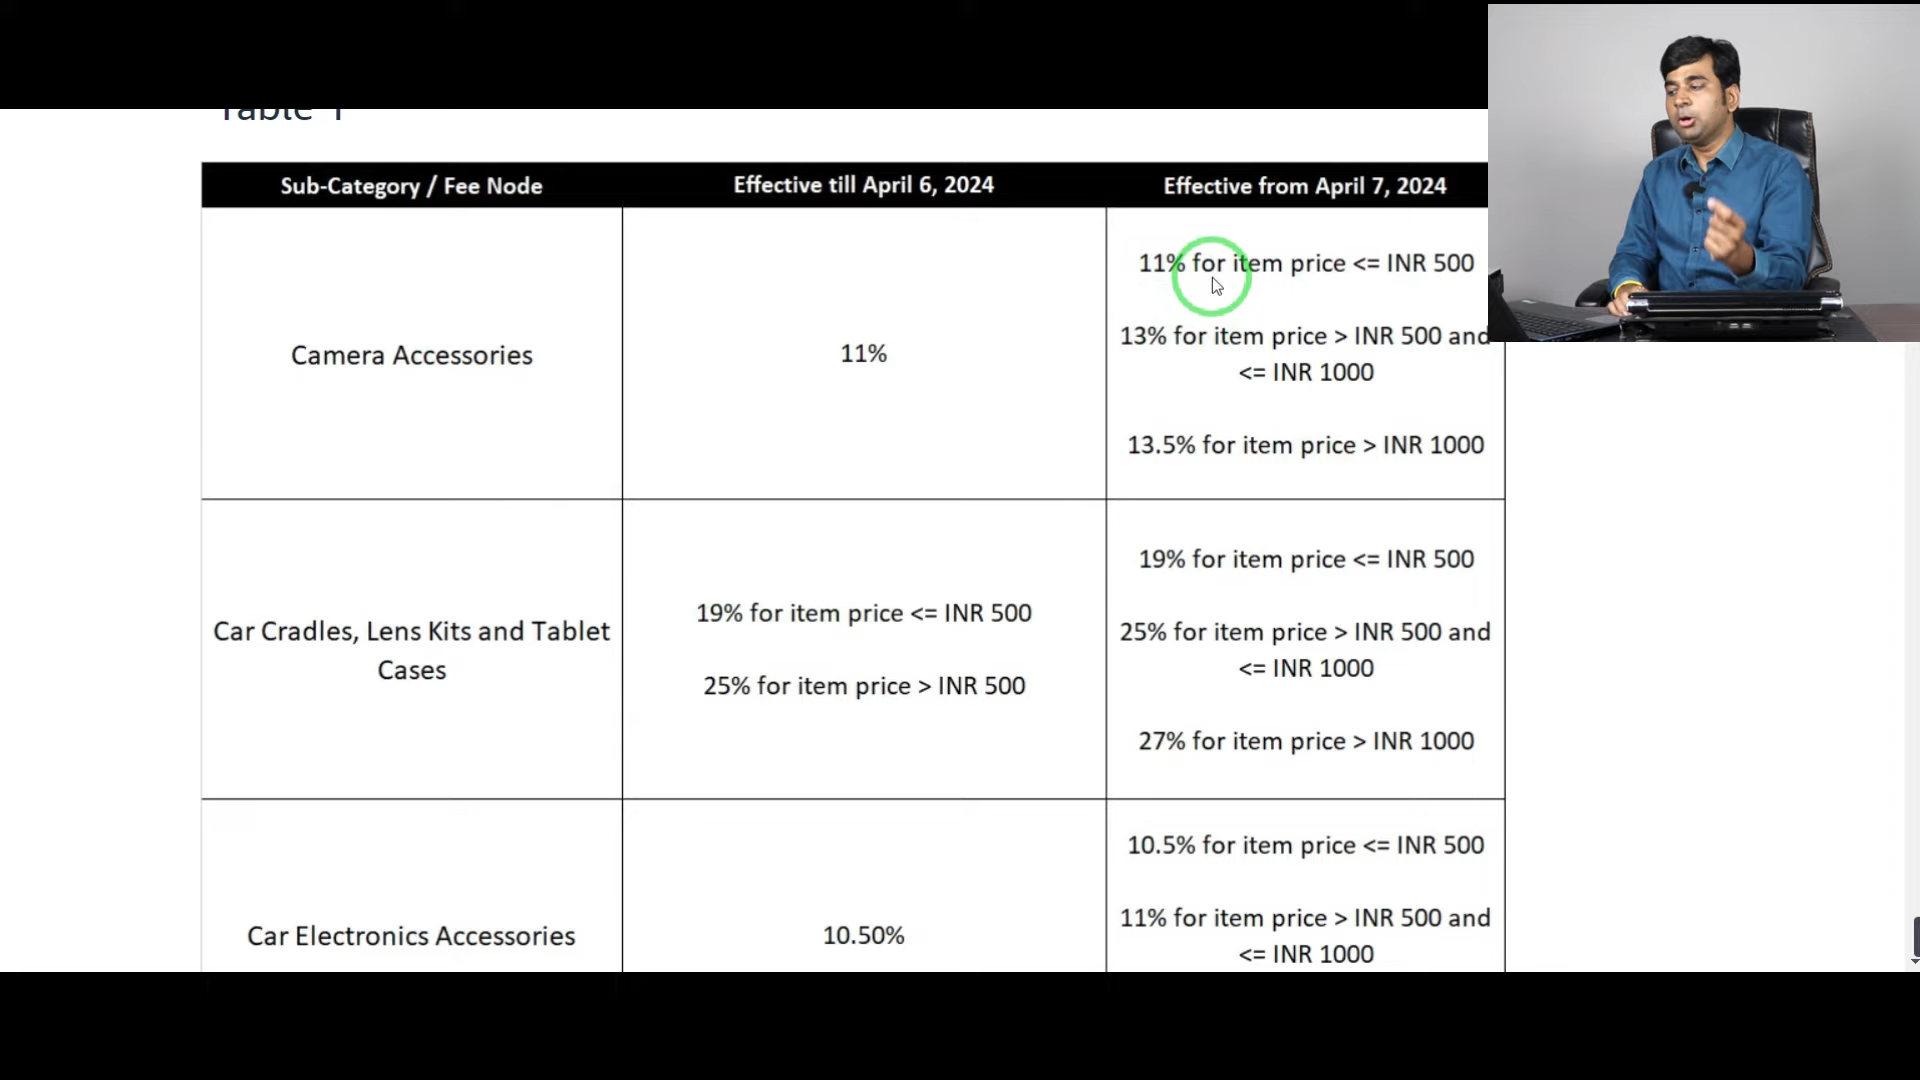 Table 1
Sub-Category / Fee Node
Effective till April 6, 2024
Effective from April 7, 2024
Camera Accessories
11%
11% for item price <= INR 500
13% for item price > INR 500 and
<= INR 1000
13.5% for item price > INR 1000
Car Cradles, Lens Kits and Tablet
Cases
19% for item price <= INR 500
25% for item price > INR 500
19% for item price <= INR 500
25% for item price > INR 500 and
<= INR 1000
27% for item price > INR 1000
Car Electronics Accessories
10.50%
10.5% for item price <= INR 500
11% for item price > INR 500 and
<= INR 1000